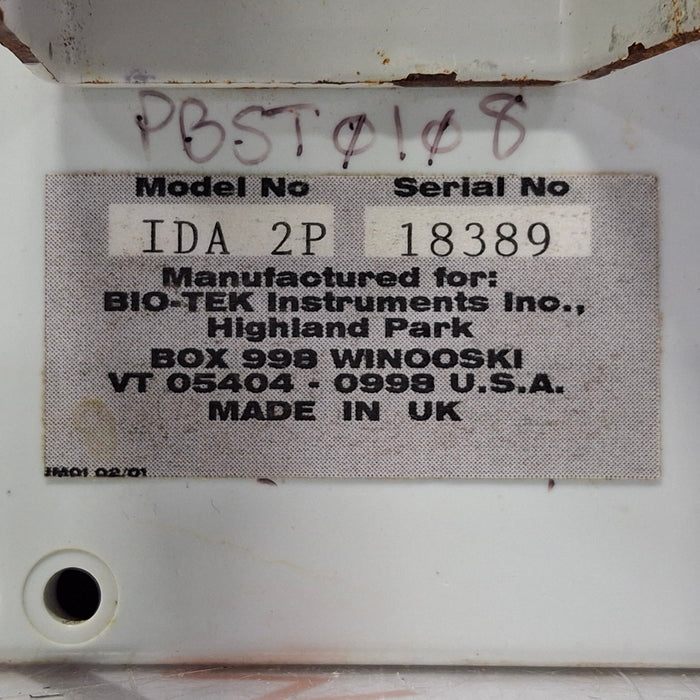 PBSTØ1Ø8
Model No Serial No
IDA 2P 18389
Manufactured for:
BIO-TEK Instruments Inc.,
Highland Park
BOX 998 WINOOSKI
VT 05404 - 0998 U.S.A.
MADE IN UK
IM01 02/01